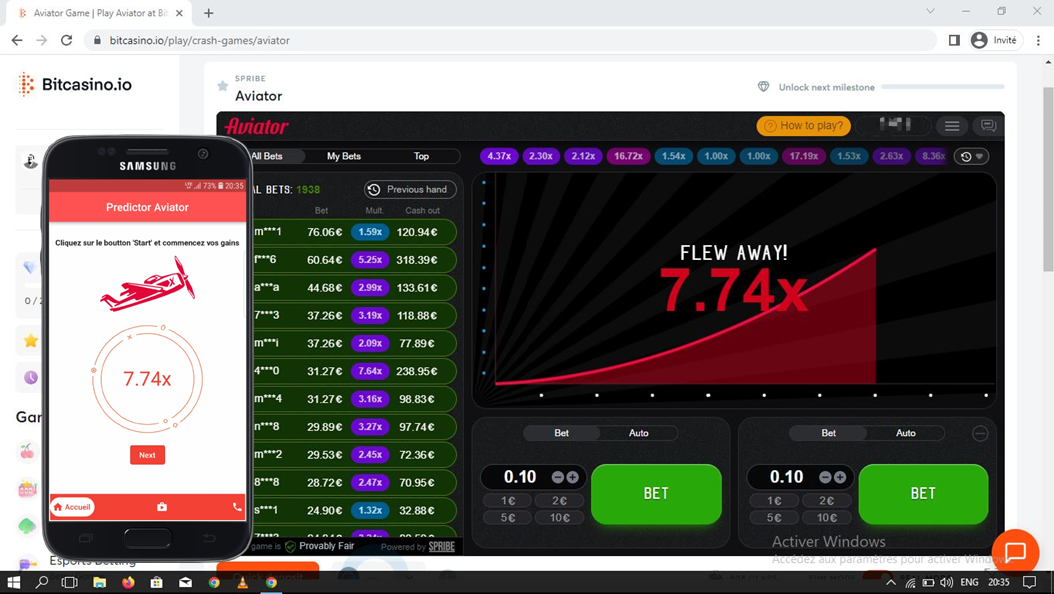 Aviator Game | Play Aviator at Bit
bitcasino.io/play/crash-games/aviator
Invité
Bitcasino.io
SPRIBE
Aviator
Unlock next milestone
Aviator
How to play?
All Bets My Bets Top
4.37x 2.30x 2.12x 16.72x 1.54x 1.00x 1.00x 17.19x 1.53x 2.63x 8.36x
AL BETS: 1938
Previous hand
Bet Mult. Cash out
m***1 76.06€ 1.59x 120.94€
f***6 60.64€ 5.25x 318.39€
a***a 44.68€ 2.99x 133.61€
7***3 37.26€ 3.19x 118.88€
m***i 37.26€ 2.09x 77.89€
4***0 31.27€ 7.64x 238.95€
m***4 31.27€ 3.16x 98.83€
n***8 29.89€ 3.27x 97.74€
m***2 29.53€ 2.45x 72.36€
8***8 28.72€ 2.47x 70.95€
s***1 24.90€ 1.32x 32.88€
game is Provably Fair Powered by SPRIBE
FLEW AWAY!
7.74x
Bet Auto
0.10
1€ 2€
5€ 10€
BET
Bet Auto
0.10
1€ 2€
5€ 10€
BET
SAMSUNG
73% 20:35
Predictor Aviator
Cliquez sur le boutton 'Start' et commencez vos gains
7.74x
Next
Accueil
0 / 2
Gar
Esports Betting
Activer Windows
Accédez aux paramètres pour activer Windows.
ENG 20:35